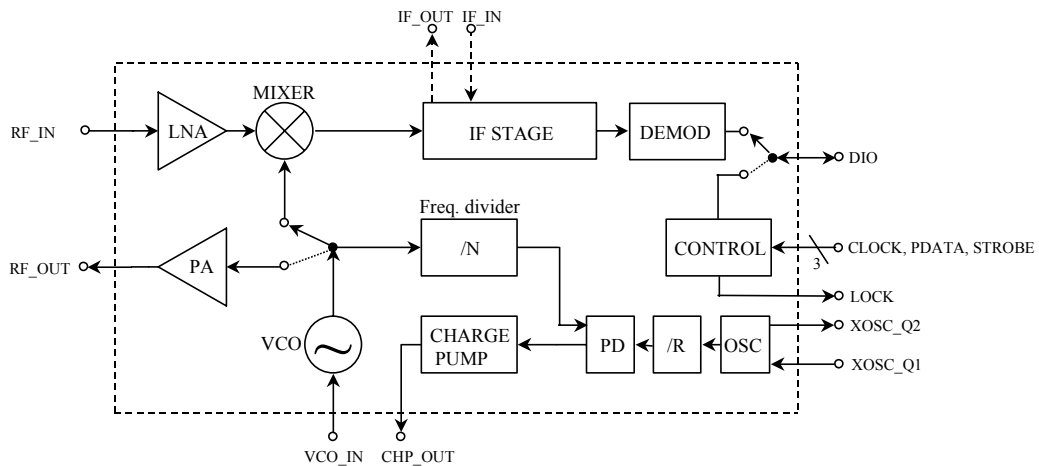 IF_OUT IF_IN
MIXER
RF_IN
LNA
IF STAGE
DEMOD
DIO
Freq. divider
/N
CONTROL
CLOCK, PDATA, STROBE
3
RF_OUT
PA
LOCK
VCO
CHARGE
PUMP
PD
/R
OSC
XOSC_Q2
XOSC_Q1
VCO_IN
CHP_OUT